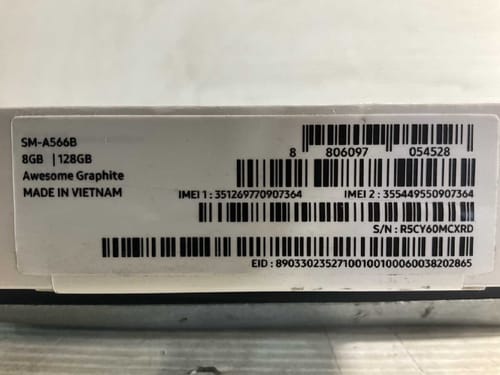 SM-A566B
8GB | 128GB
Awesome Graphite
MADE IN VIETNAM
8 806097 054528
IMEI 1 : 351269770907364 IMEI 2 : 355449550907364
S/N : R5CY60MCXRD
EID : 89033023527100100100060038202865